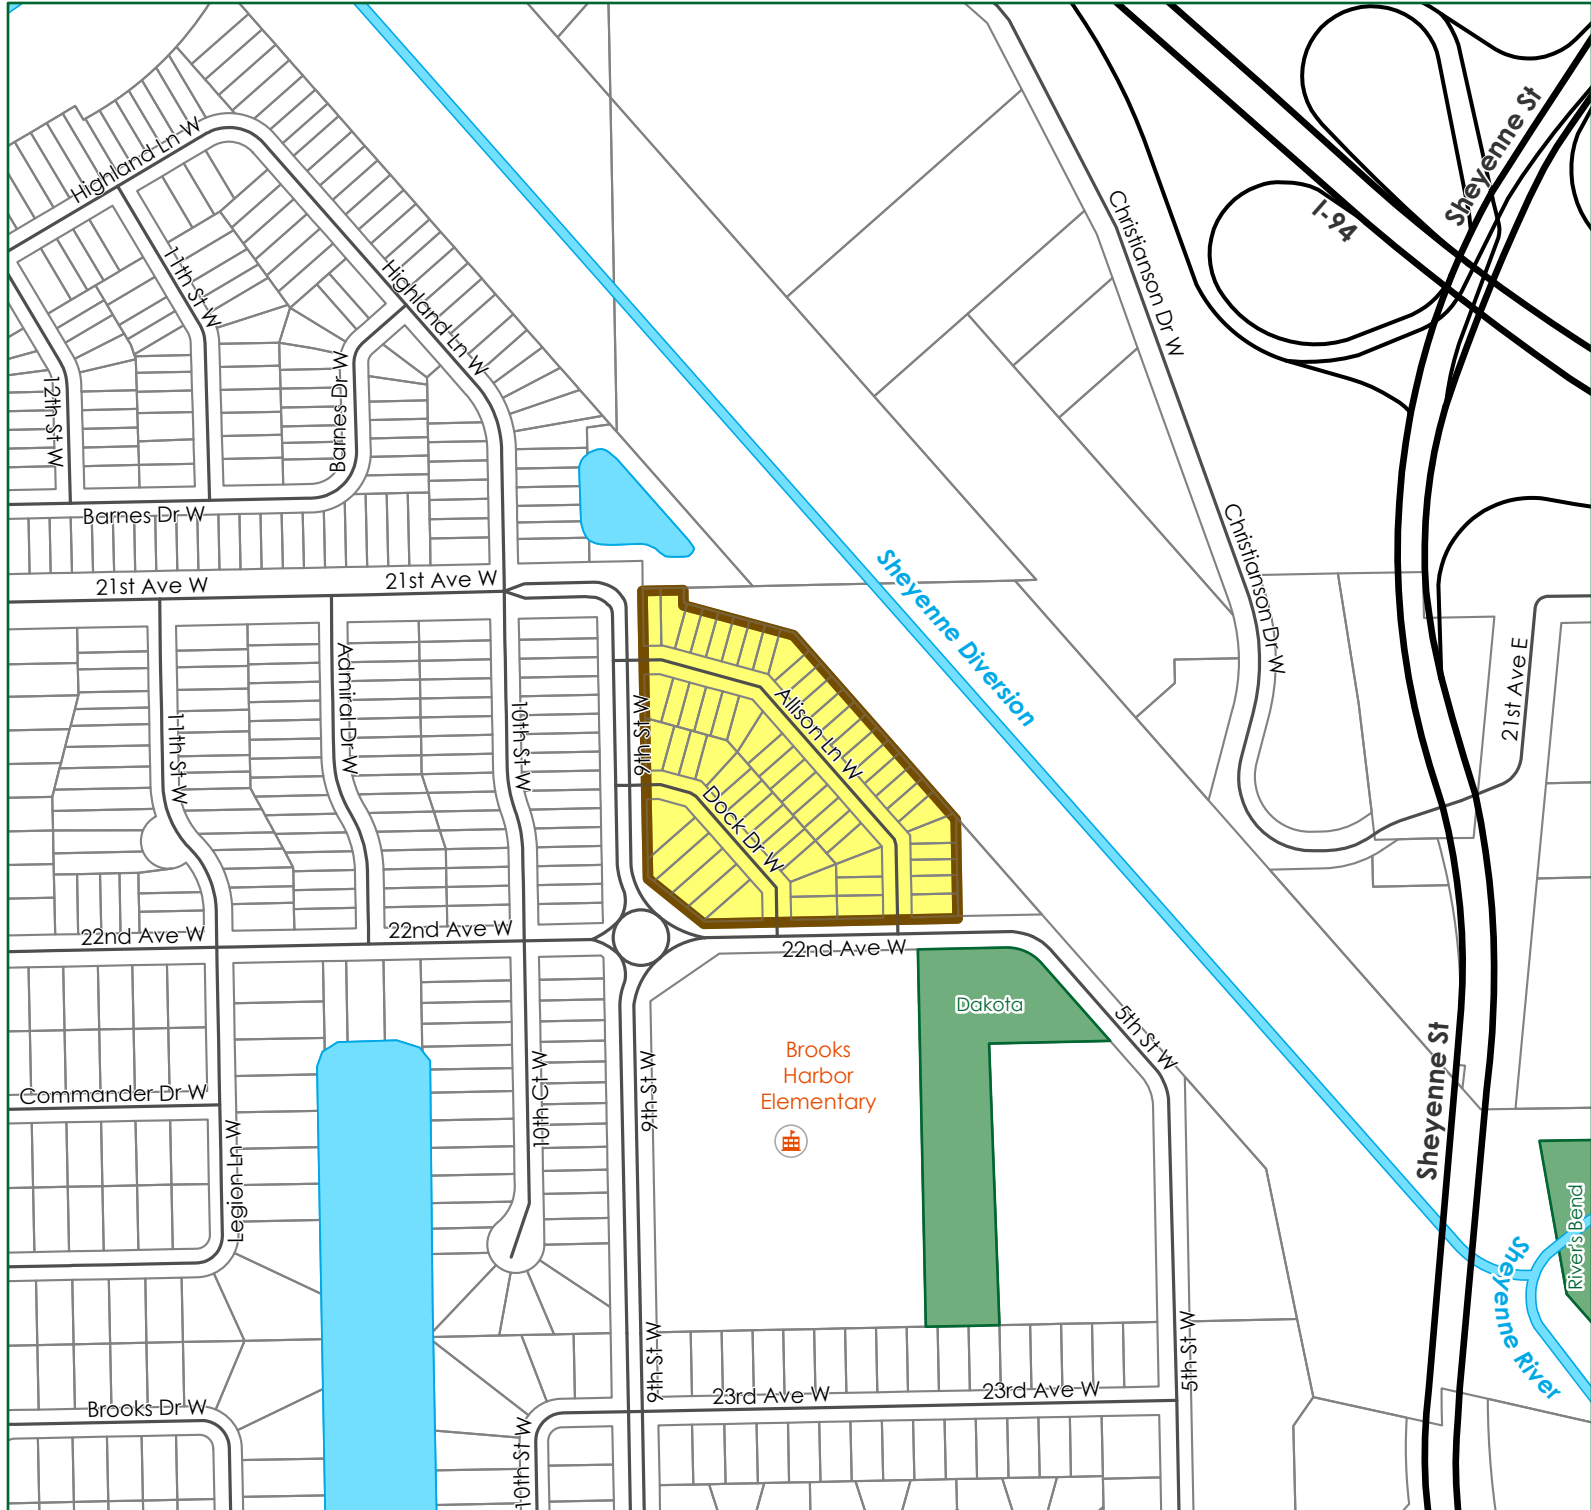 Highland Ln W
Sheyenne St
I-94
Christianson Dr W
11th St W
Highland Ln W
12th St W
Barnes Dr W
Barnes Dr W
Christianson Dr W
21st Ave W
21st Ave W
Sheyenne Diversion
21st Ave E
Admiral Dr W
11th St W
10th St W
9th St W
Allison Ln W
Dock Dr W
22nd Ave W
22nd Ave W
22nd Ave W
Dakota
5th St W
Brooks
Harbor
Elementary
Sheyenne St
Commander Dr W
Legion Ln W
10th Ct W
9th St W
River's Bend
Sheyenne River
9th St W
5th St W
23rd Ave W
23rd Ave W
Brooks Dr W
10th St W